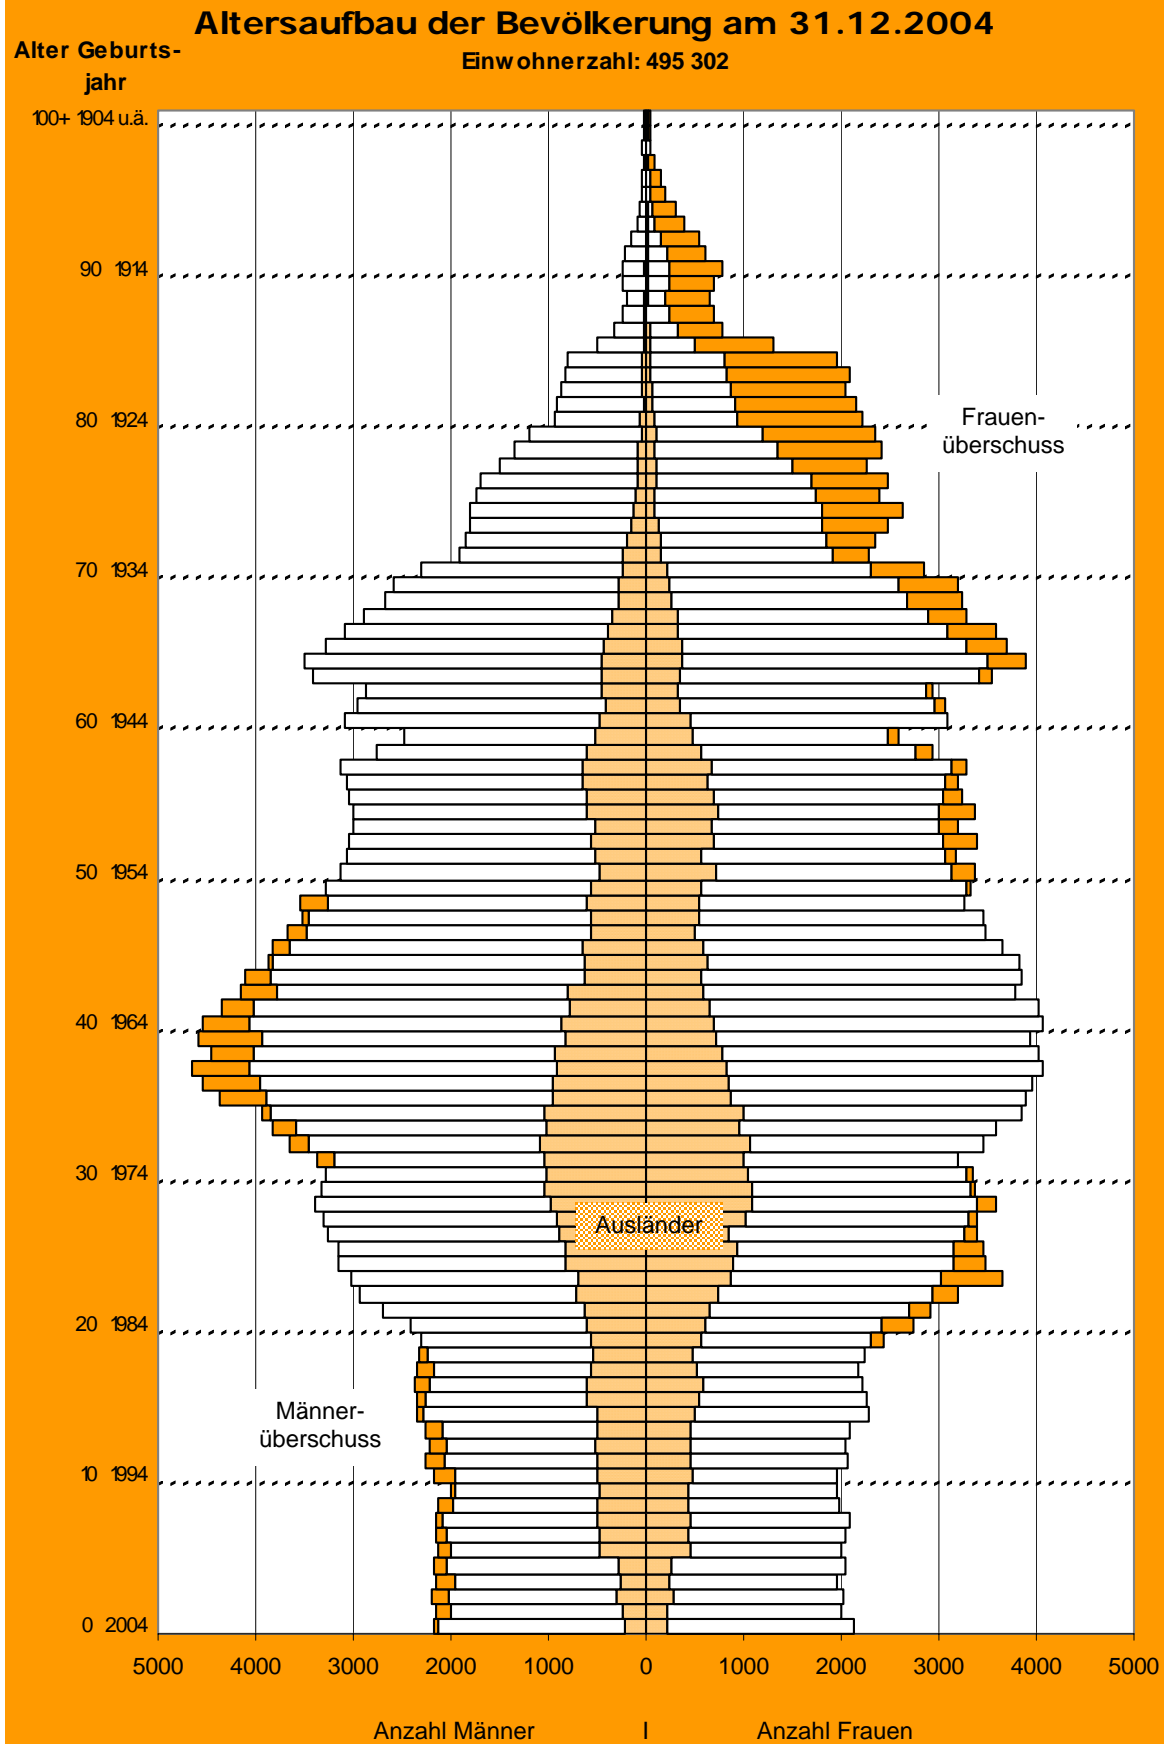 Altersaufbau der Bevölkerung am 31.12.2004
Einwohnerzahl: 495 302
Alter Geburts-
jahr
100+ 1904 u.ä.
90 1914
80 1924
Frauen-
überschuss
70 1934
60 1944
50 1954
40 1964
30 1974
Ausländer
20 1984
Männer-
überschuss
10 1994
0 2004
5000 4000 3000 2000 1000 0 1000 2000 3000 4000 5000
Anzahl Männer I Anzahl Frauen